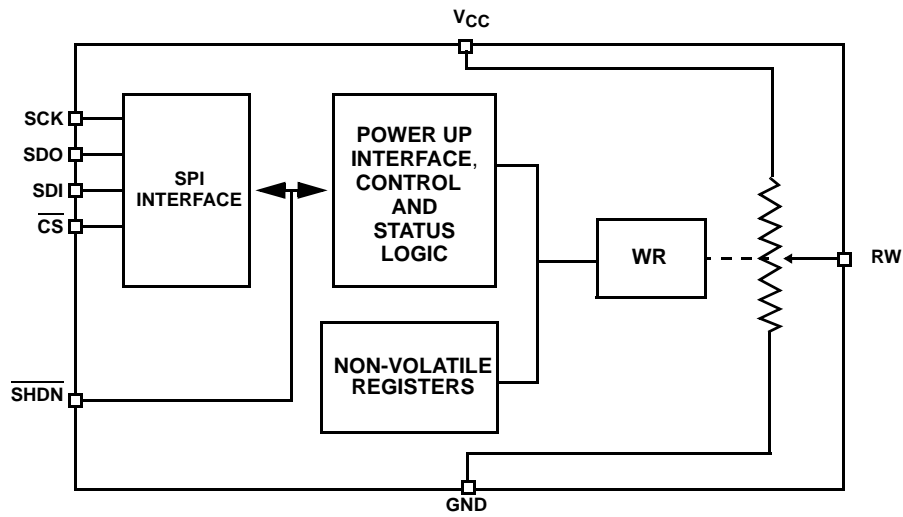 VCC
SCK
SDO
SDI
CS
SPI
INTERFACE
POWER UP
INTERFACE,
CONTROL
AND
STATUS
LOGIC
WR
RW
NON-VOLATILE
REGISTERS
SHDN
GND